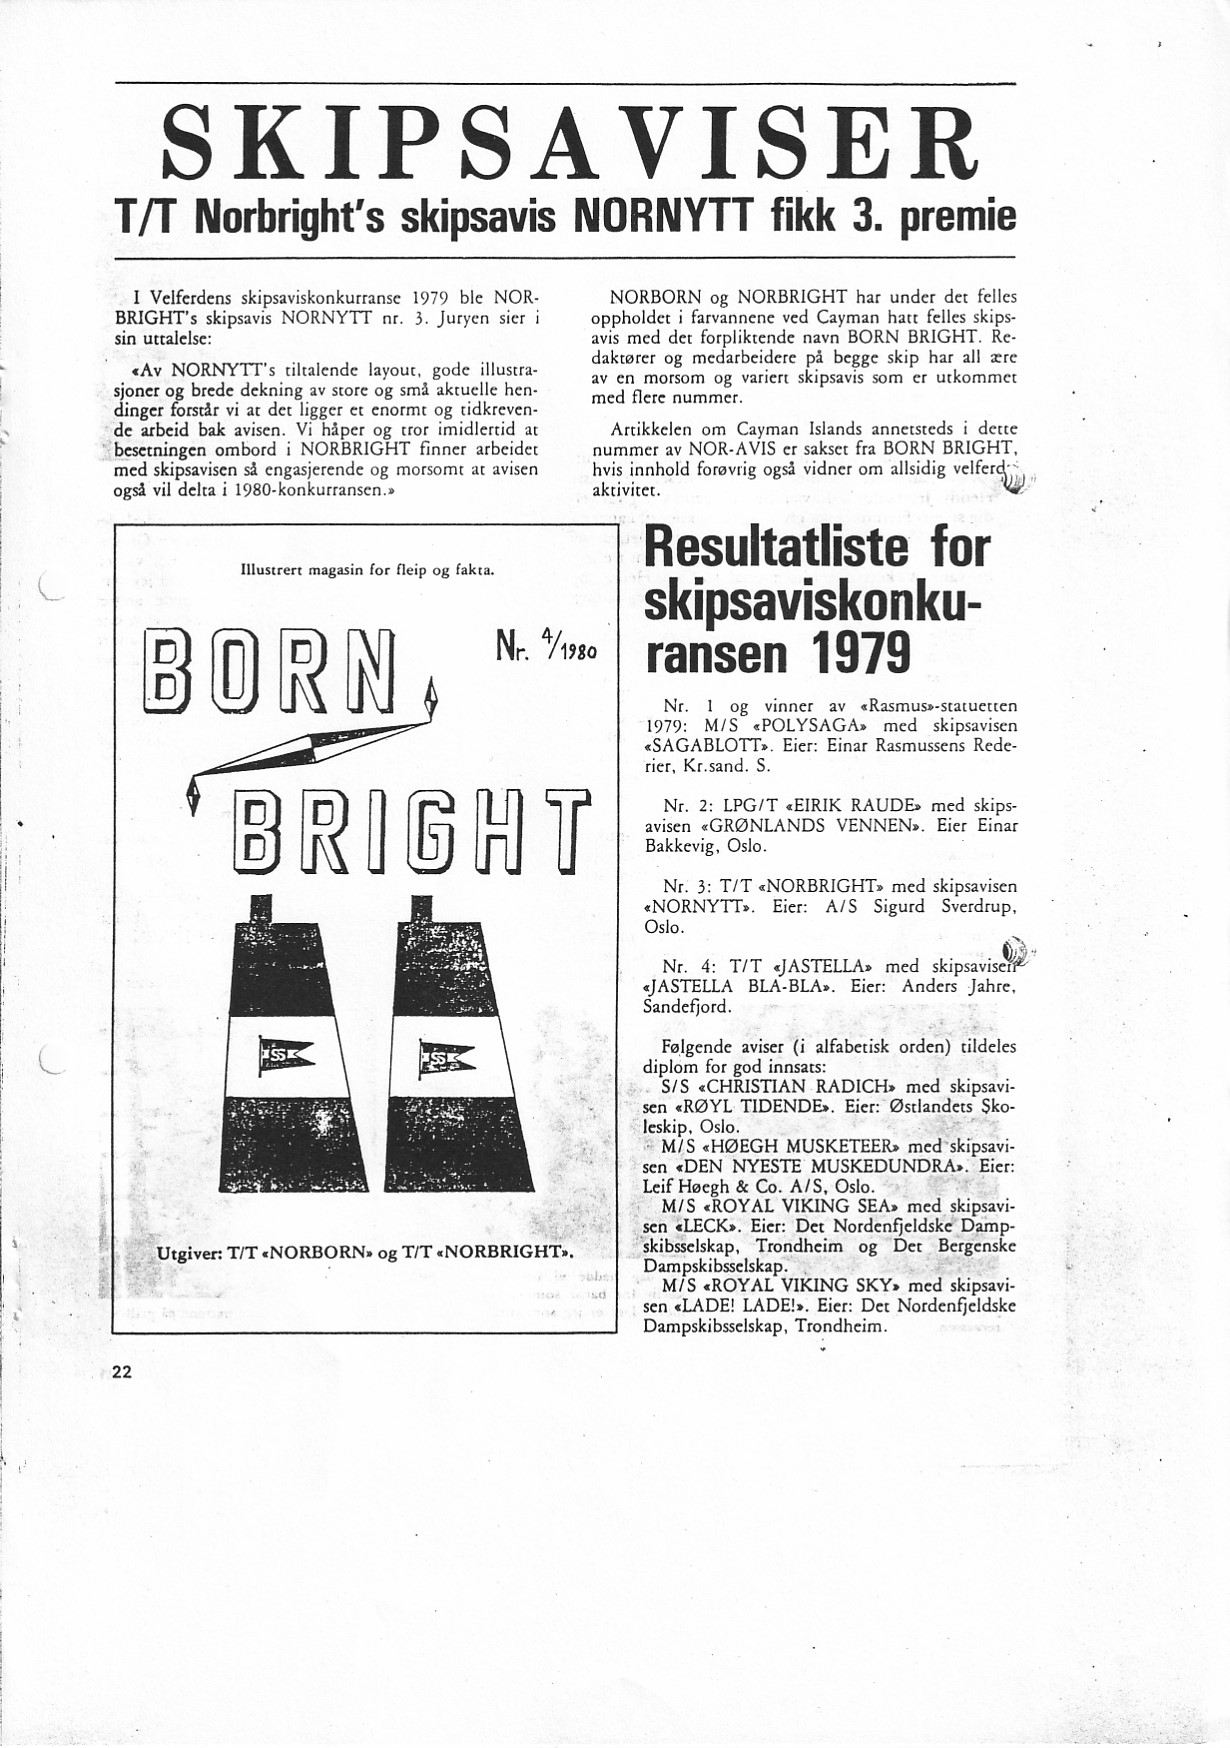 SKIPSAVISER
T/T Norbright's skipsavis NORNYTT fikk 3. premie
I Velferdens skipsaviskonkurranse 1979 ble NOR-
BRIGHT's skipsavis NORNYTT nr. 3. Juryen sier i
sin uttalelse:
«Av NORNYTT's tiltalende layout, gode illustra-
sjoner og brede dekning av store og små aktuelle hen-
dinger forstår vi at det ligger et enormt og tidkreven-
de arbeid bak avisen. Vi håper og tror imidlertid at
besetningen ombord i NORBRIGHT finner arbeidet
med skipsavisen så engasjerende og morsomt at avisen
også vil delta i 1980-konkurransen.»
NORBORN og NORBRIGHT har under det felles
oppholdet i farvannene ved Cayman hatt felles skips-
avis med det forpliktende navn BORN BRIGHT. Re-
daktører og medarbeidere på begge skip har all ære
av en morsom og variert skipsavis som er utkommet
med flere nummer.
Artikkelen om Cayman Islands annetsteds i dette
nummer av NOR-AVIS er sakset fra BORN BRIGHT,
hvis innhold forøvrig også vidner om allsidig velferds-
aktivitet.
Illustrert magasin for fleip og fakta.
BORN
Nr. 4/1980
BRIGHT
SS
SS
Utgiver: T/T «NORBORN» og T/T «NORBRIGHT».
Resultatliste for
skipsaviskonku-
ransen 1979
Nr. 1 og vinner av «Rasmus»-statuetten
1979: M/S «POLYSAGA» med skipsavisen
«SAGABLOTT». Eier: Einar Rasmussens Rede-
rier, Kr.sand. S.
Nr. 2: LPG/T «EIRIK RAUDE» med skips-
avisen «GRØNLANDS VENNEN». Eier Einar
Bakkevig, Oslo.
Nr. 3: T/T «NORBRIGHT» med skipsavisen
«NORNYTT». Eier: A/S Sigurd Sverdrup,
Oslo.
Nr. 4: T/T «JASTELLA» med skipsavisen
«JASTELLA BLA-BLA». Eier: Anders Jahre,
Sandefjord.
Følgende aviser (i alfabetisk orden) tildeles
diplom for god innsats:
S/S «CHRISTIAN RADICH» med skipsavi-
sen «RØYL TIDENDE». Eier: Østlandets Sko-
leskip, Oslo.
M/S «HØEGH MUSKETEER» med skipsavi-
sen «DEN NYESTE MUSKEDUNDRA». Eier:
Leif Høegh & Co. A/S, Oslo.
M/S «ROYAL VIKING SEA» med skipsavi-
sen «LECK». Eier: Det Nordenfjeldske Damp-
skibsselskap, Trondheim og Det Bergenske
Dampskibsselskap.
M/S «ROYAL VIKING SKY» med skipsavi-
sen «LADE! LADE!». Eier: Det Nordenfjeldske
Dampskibsselskap, Trondheim.
22